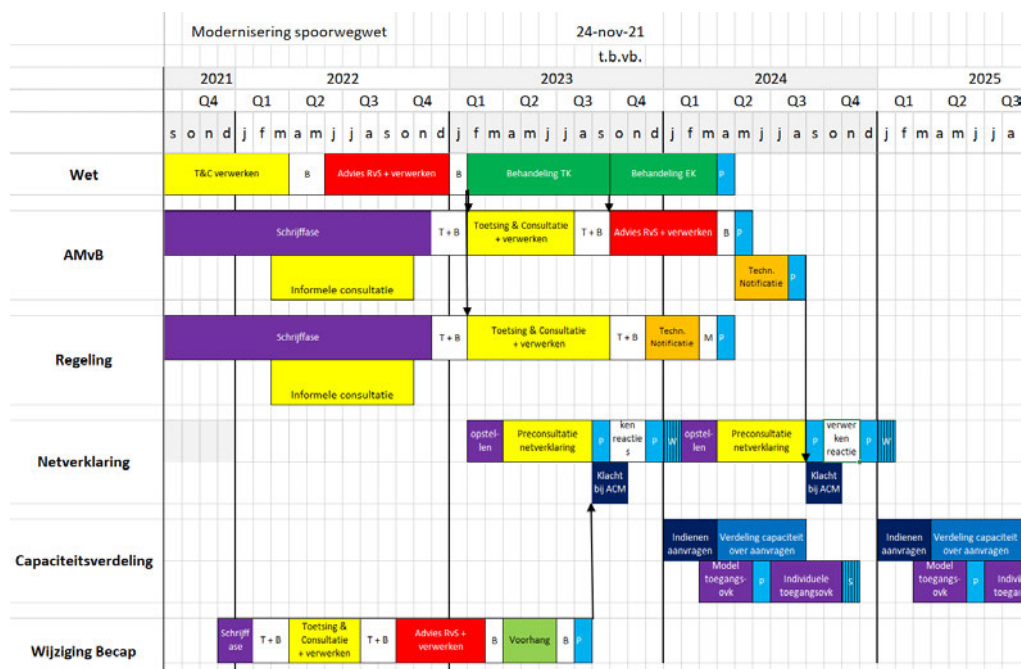 Modernisering spoorwegwet 24-nov-21
t.b.vb.
2021 2022 2023 2024 2025
Q4 Q1 Q2 Q3 Q4 Q1 Q2 Q3 Q4 Q1 Q2 Q3 Q4 Q1 Q2 Q3
s o n d j f m a m j j a s o n d j f m a m j j a s o n d j f m a m j j a s o n d j f m a m j j a
Wet
T&C verwerken B Advies RvS + verwerken B Behandeling TK Behandeling EK P
AMvB
Schrijffase T + B Toetsing & Consultatie T + B Advies RvS + verwerken B P
+ verwerken
Informele consultatie
Techn. P
Notificatie
Regeling
Schrijffase T + B Toetsing & Consultatie T + B Techn. M P
+ verwerken Notificatie
Informele consultatie
Netverklaring
opstel- Preconsultatie P ken P W opstel- Preconsultatie P verwer P W
llen netverklaring reactie llen netverklaring ken
s reactie
Klacht Klacht
bij ACM bij ACM
Capaciteitsverdeling
Indienen Verdeling capaciteit Indienen Verdeling capaciteit
aanvragen over aanvragen aanvragen over aanvragen
Model P Individuele S Model P Individ
toegangs- toegangsovk toegangs- toegan
ovk ovk
Wijziging Becap
Schrijff T + B Toetsing & T + B Advies RvS + B Voorhang B P
ase Consultatie verwerken
+ verwerken